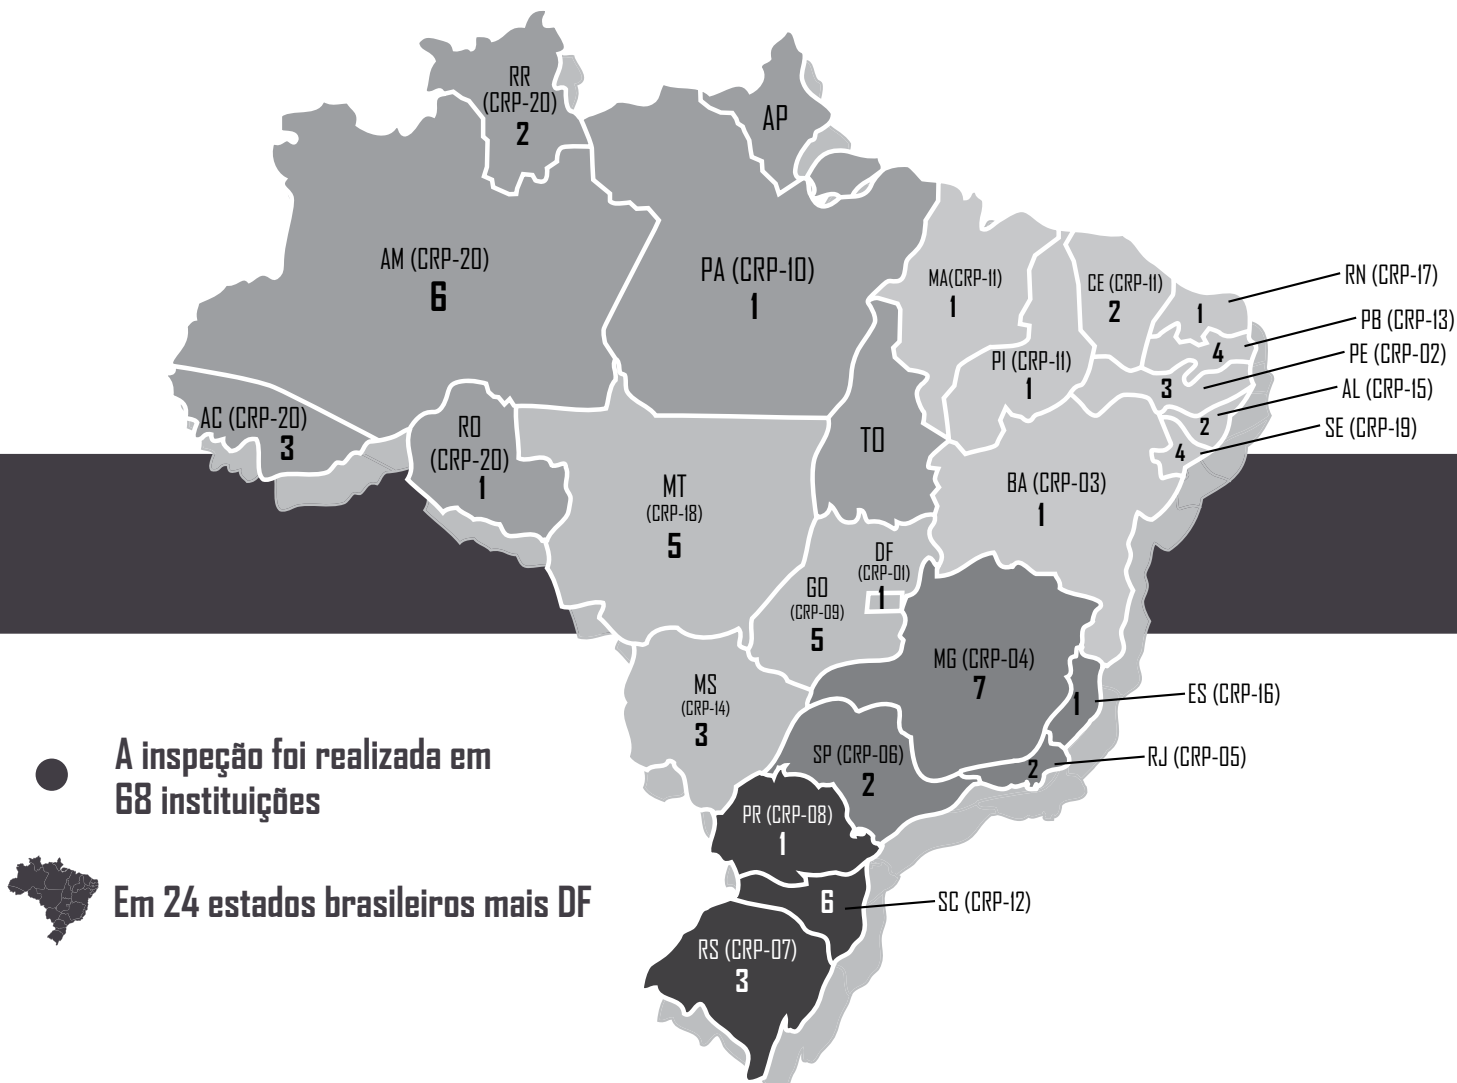 RR
(CRP-20)
2
AP
AM (CRP-20)
6
PA (CRP-10)
1
MA(CRP-11)
1
CE (CRP-11)
2
RN (CRP-17)
1
PB (CRP-13)
4
PE (CRP-02)
3
AL (CRP-15)
2
SE (CRP-19)
4
PI (CRP-11)
1
AC (CRP-20)
3
RO
(CRP-20)
1
TO
MT
(CRP-18)
5
BA (CRP-03)
1
DF
(CRP-01)
1
GO
(CRP-09)
5
MG (CRP-04)
7
MS
(CRP-14)
3
ES (CRP-16)
1
SP (CRP-06)
2
RJ (CRP-05)
2
PR (CRP-08)
1
SC (CRP-12)
6
RS (CRP-07)
3
A inspeção foi realizada em
68 instituições
Em 24 estados brasileiros mais DF